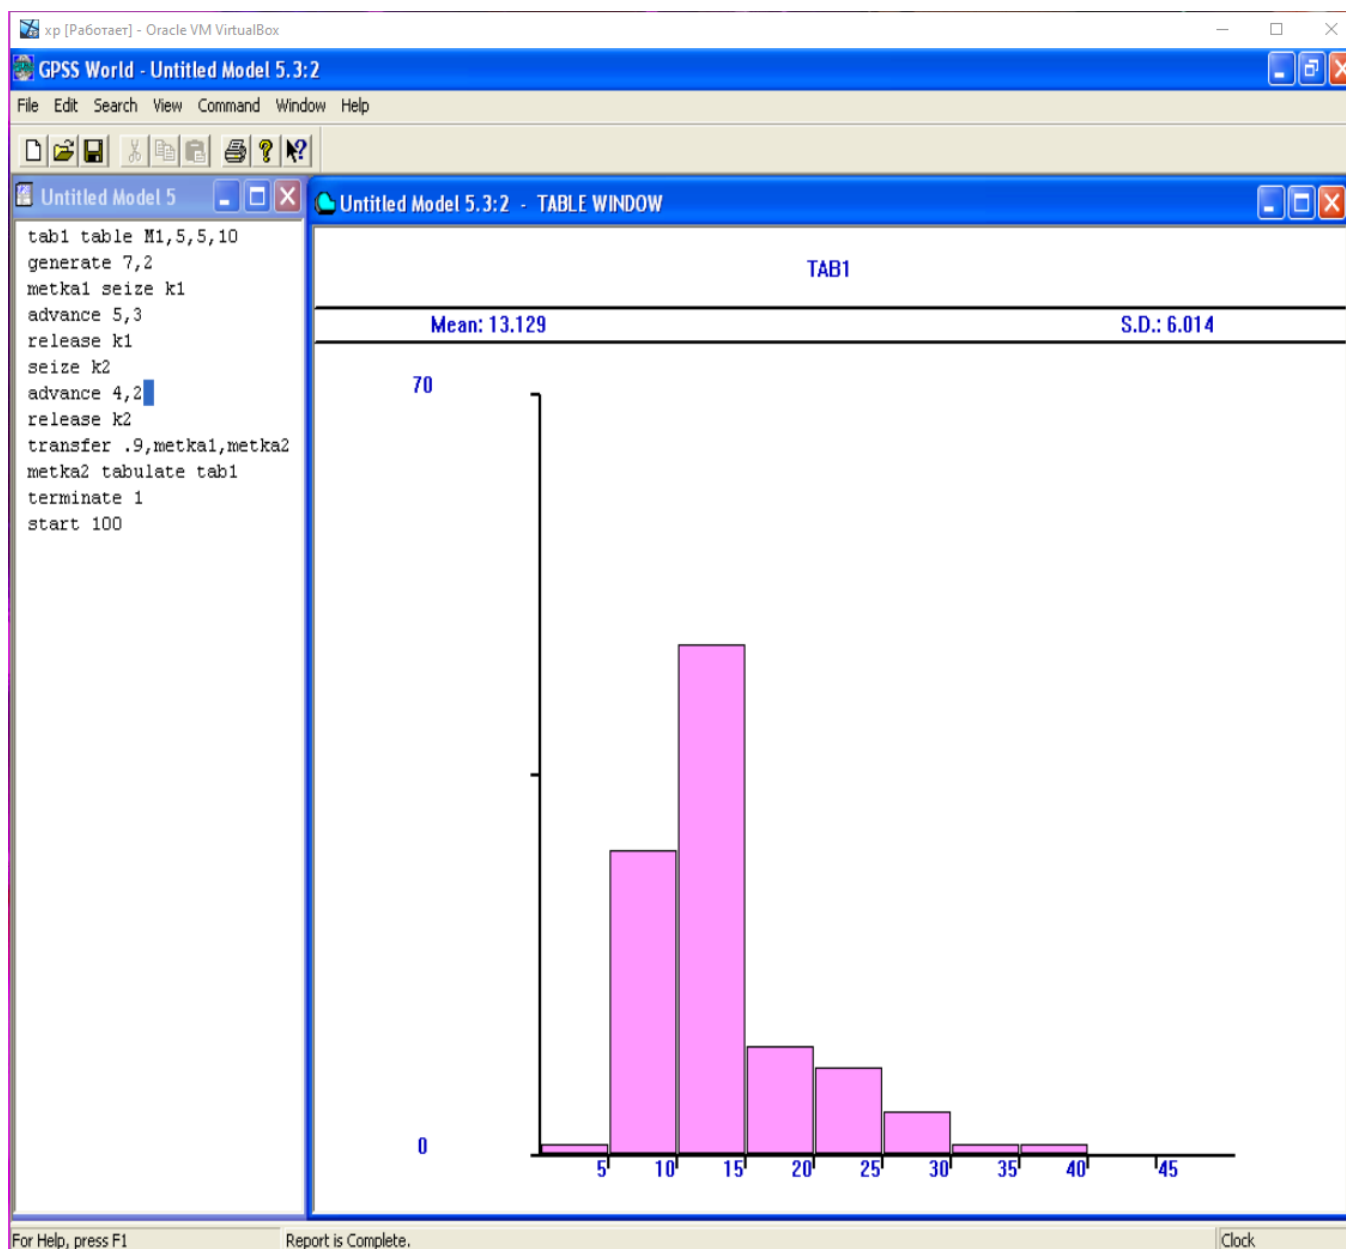 xp [Работает] - Oracle VM VirtualBox
GPSS World - Untitled Model 5.3:2
File Edit Search View Command Window Help
Untitled Model 5
tab1 table M1,5,5,10
generate 7,2
metka1 seize k1
advance 5,3
release k1
seize k2
advance 4,2
release k2
transfer .9,metka1,metka2
metka2 tabulate tab1
terminate 1
start 100
Untitled Model 5.3:2 - TABLE WINDOW
TAB1
Mean: 13.129 S.D.: 6.014
70
0
5 10 15 20 25 30 35 40 45
For Help, press F1 Report is Complete. Clock